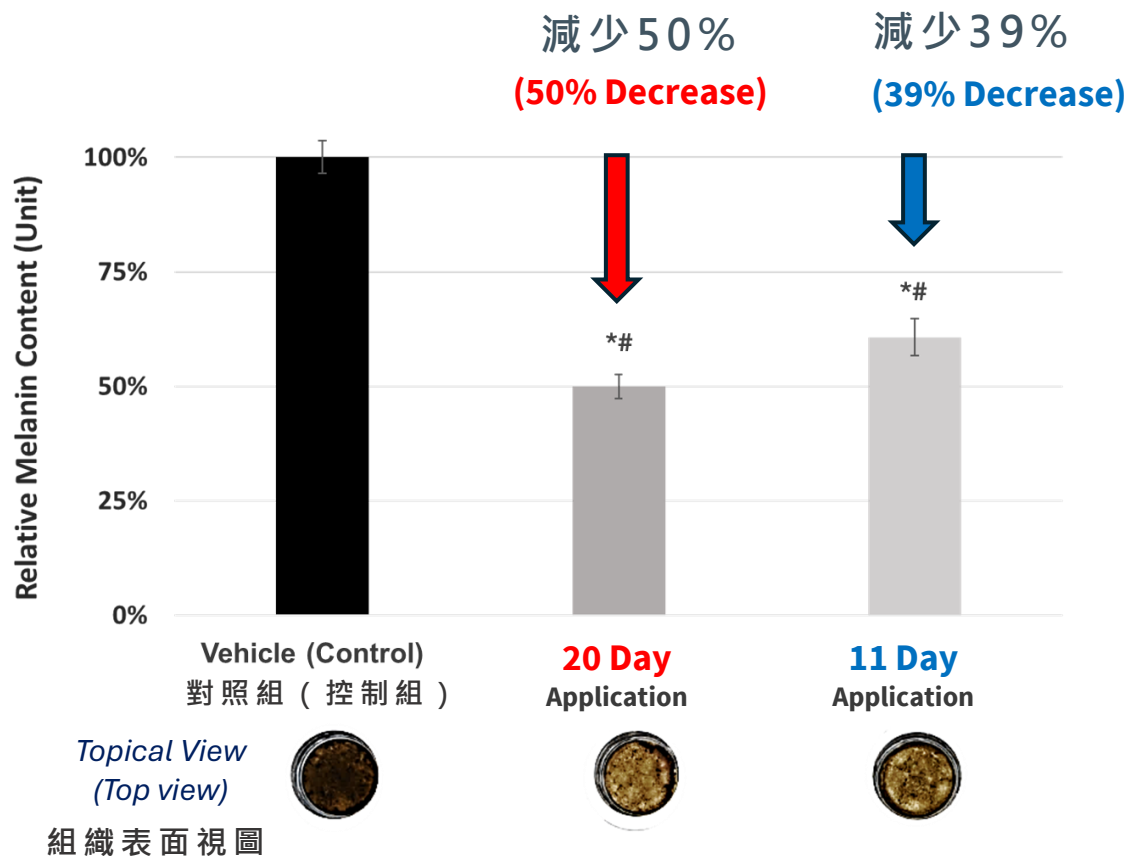 減少50%
(50% Decrease)
減少39%
(39% Decrease)
Relative Melanin Content (Unit)
100%
75%
50%
25%
0%
*#
*#
Vehicle (Control)
對照組（控制組）
20 Day
Application
11 Day
Application
Topical View
(Top view)
組織表面視圖